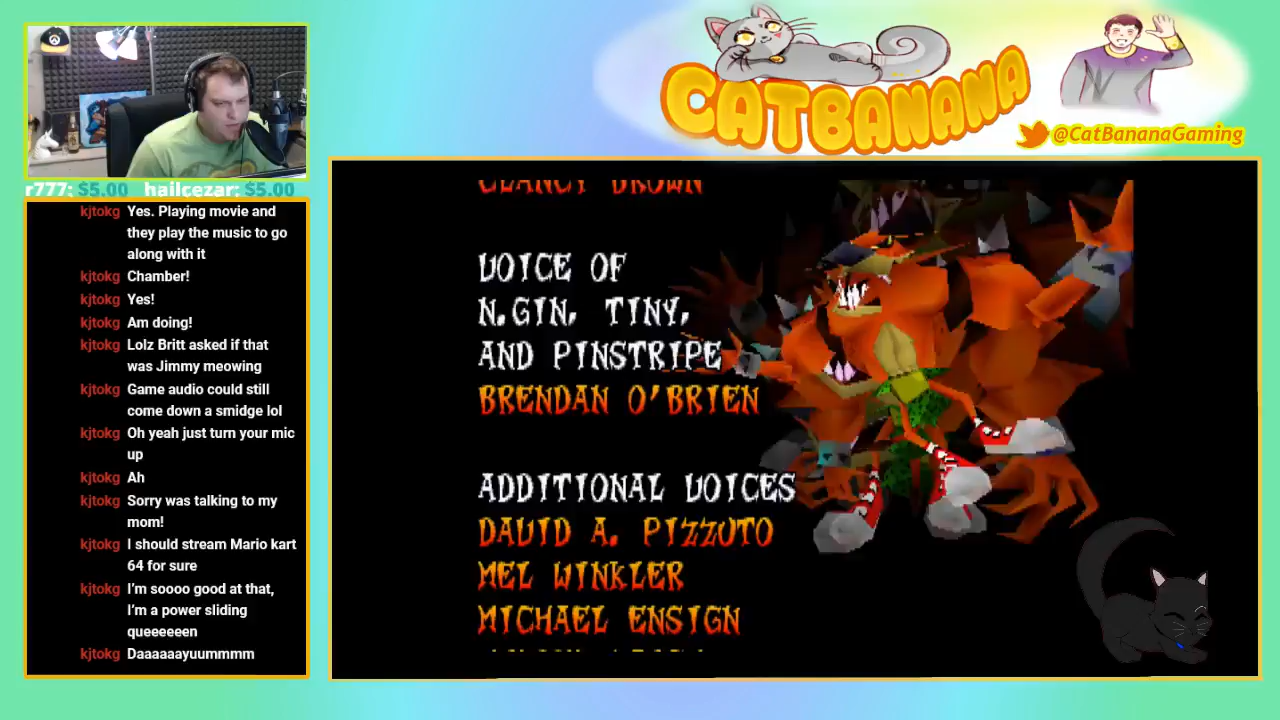 CATBANANA
@CatBananaGaming
r777: $5.00 hailcezar: $5.00
kjtokg Yes. Playing movie and
they play the music to go
along with it
kjtokg Chamber!
kjtokg Yes!
kjtokg Am doing!
kjtokg Lolz Britt asked if that
was Jimmy meowing
kjtokg Game audio could still
come down a smidge lol
kjtokg Oh yeah just turn your mic
up
kjtokg Ah
kjtokg Sorry was talking to my
mom!
kjtokg I should stream Mario kart
64 for sure
kjtokg I'm soooo good at that,
I'm a power sliding
queeeeeen
kjtokg Daaaaaayuummmm
CLANCY BROWN
VOICE OF
N.GIN, TINY,
AND PINSTRIPE
BRENDAN O'BRIEN
ADDITIONAL VOICES
DAVID A. PIZZUTO
MEL WINKLER
MICHAEL ENSIGN